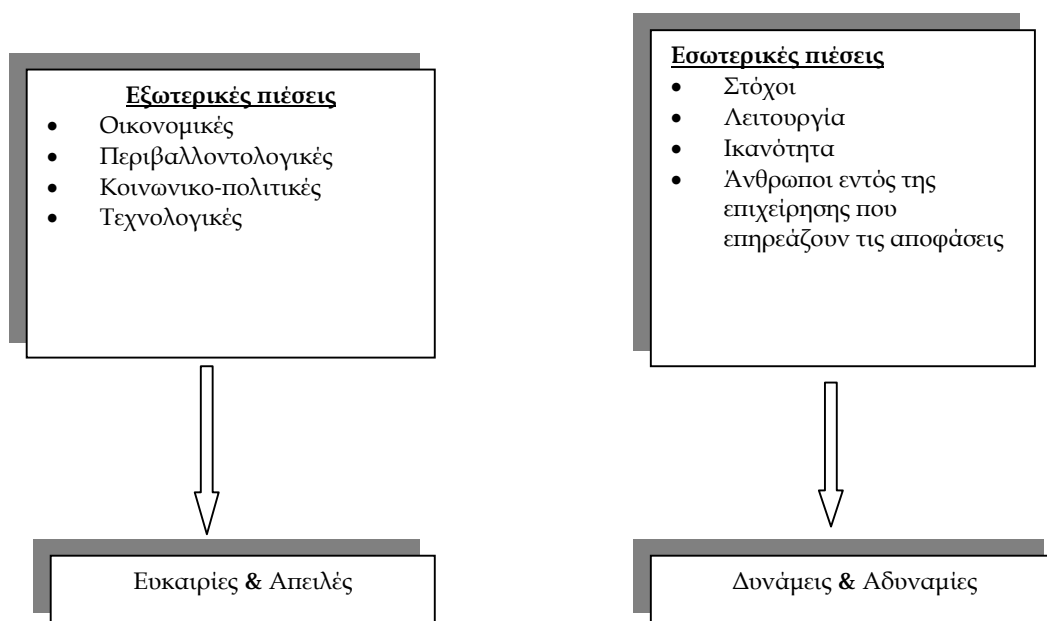 Εξωτερικές πιέσεις
• Οικονομικές
• Περιβαλλοντολογικές
• Κοινωνικο-πολιτικές
• Τεχνολογικές
Εσωτερικές πιέσεις
• Στόχοι
• Λειτουργία
• Ικανότητα
• Άνθρωποι εντός της
επιχείρησης που
επηρεάζουν τις αποφάσεις
Ευκαιρίες & Απειλές
Δυνάμεις & Αδυναμίες